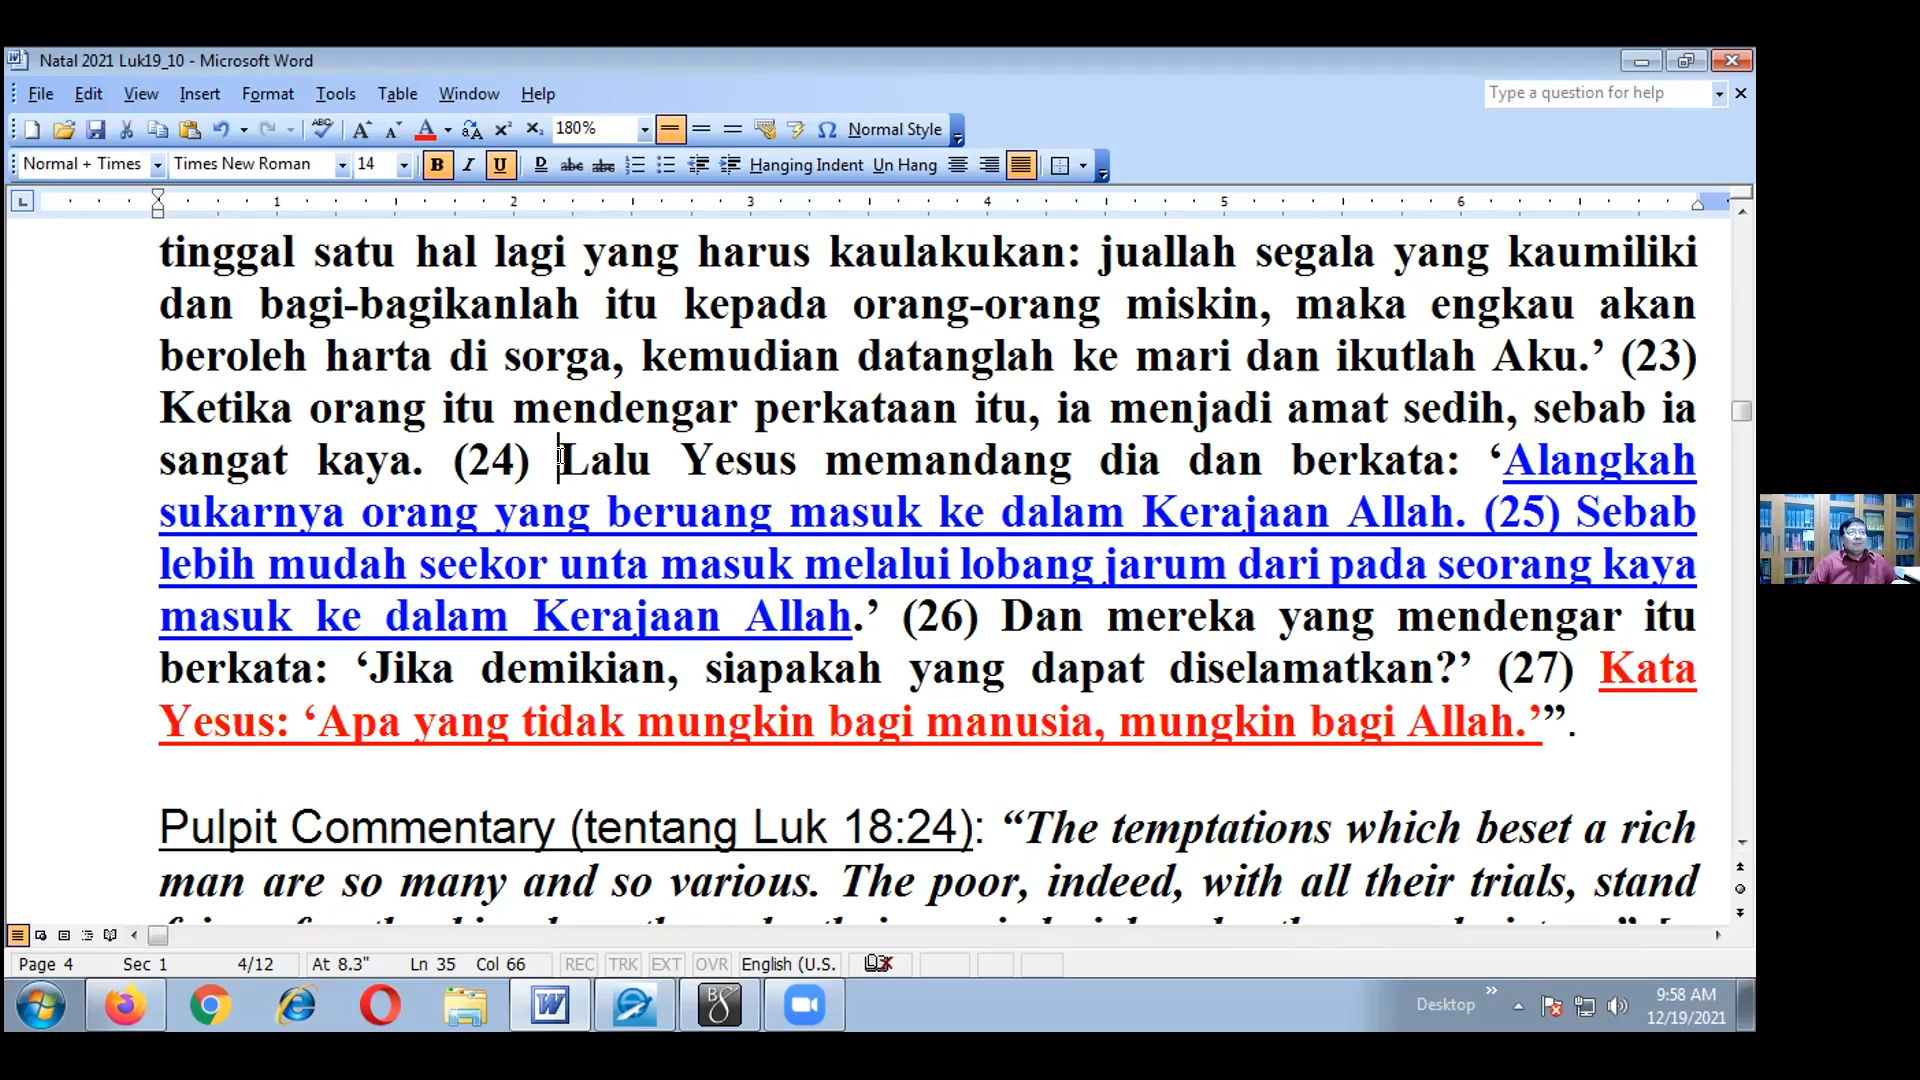 Natal 2021 Luk19_10 - Microsoft Word
File Edit View Insert Format Tools Table Window Help
Type a question for help
180% Normal Style
Normal + Times Times New Roman 14 B I U Hanging Indent Un Hang
1 2 3 4 5 6
tinggal satu hal lagi yang harus kaulakukan: juallah segala yang kaumiliki
dan bagi-bagikanlah itu kepada orang-orang miskin, maka engkau akan
beroleh harta di sorga, kemudian datanglah ke mari dan ikutlah Aku.’ (23)
Ketika orang itu mendengar perkataan itu, ia menjadi amat sedih, sebab ia
sangat kaya. (24) Lalu Yesus memandang dia dan berkata: ‘Alangkah
sukarnya orang yang beruang masuk ke dalam Kerajaan Allah. (25) Sebab
lebih mudah seekor unta masuk melalui lobang jarum dari pada seorang kaya
masuk ke dalam Kerajaan Allah.’ (26) Dan mereka yang mendengar itu
berkata: ‘Jika demikian, siapakah yang dapat diselamatkan?’ (27) Kata
Yesus: ‘Apa yang tidak mungkin bagi manusia, mungkin bagi Allah.’”.
Pulpit Commentary (tentang Luk 18:24): “The temptations which beset a rich
man are so many and so various. The poor, indeed, with all their trials, stand
Page 4 Sec 1 4/12 At 8.3" Ln 35 Col 66 REC TRK EXT OVR English (U.S.
Desktop
9:58 AM
12/19/2021